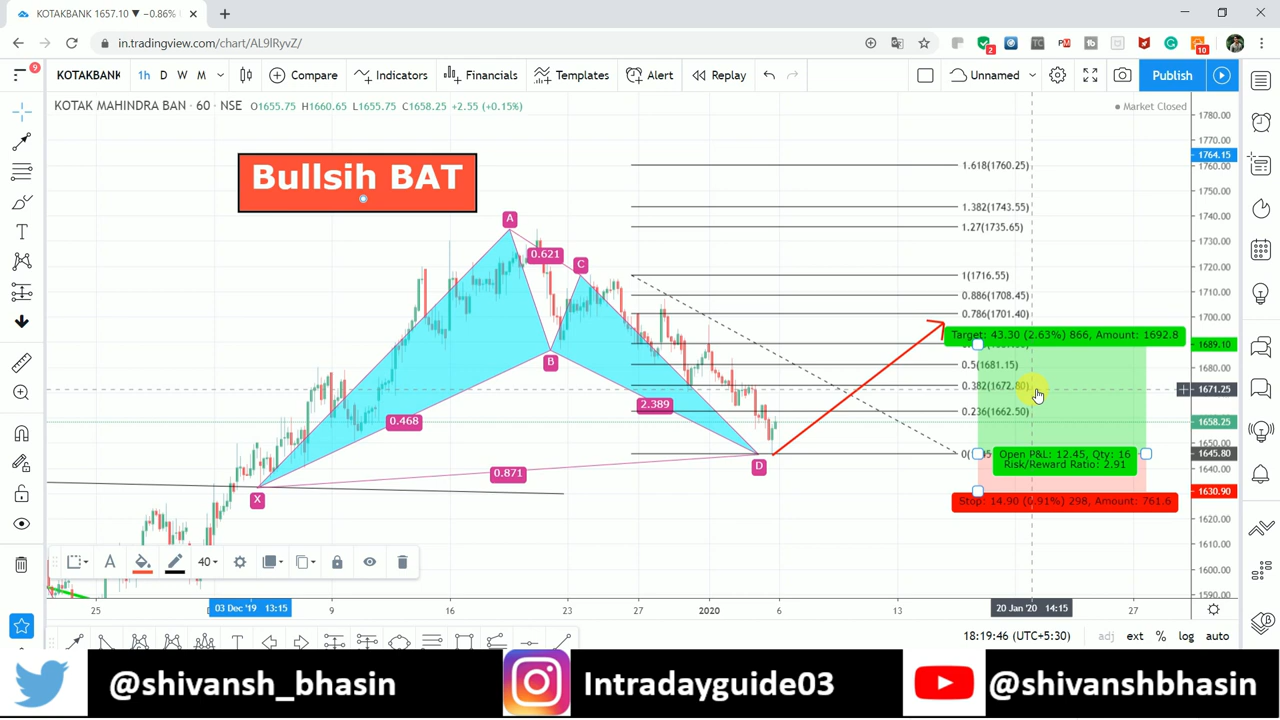 KOTAKBANK 1657.10 ▼ −0.86%
in.tradingview.com/chart/AL9lRyvZ/
2
TC
10
9
KOTAKBANK 1h D W M Compare Indicators Financials Templates Alert Replay Unnamed Publish
KOTAK MAHINDRA BAN · 60 · NSE O1655.75 H1660.65 L1655.75 C1658.25 +2.55 (+0.15%)
Market Closed
Bullsih BAT
A
0.621
C
B
0.468
2.389
0.871
X
D
1.618(1760.25)
1.382(1743.55)
1.27(1735.65)
1(1716.55)
0.886(1708.45)
0.786(1701.40)
Target: 43.30 (2.63%) 866, Amount: 1692.8
0.5(1681.15)
0.382(1672.80)
0.236(1662.50)
Open P&L: 12.45, Qty: 16
Risk/Reward Ratio: 2.91
Stop: 14.90 (0.91%) 298, Amount: 761.6
1780.00
1770.00
1764.15
1750.00
1740.00
1730.00
1720.00
1710.00
1700.00
1689.10
1680.00
1671.25
1658.25
1650.00
1645.80
1640.00
1630.90
1620.00
1610.00
1600.00
1590.00
40
25
03 Dec '19 13:15
9
16
23
27
2020
6
13
20 Jan '20 14:15
27
18:19:46 (UTC+5:30)
adj ext % log auto
@shivansh_bhasin
Intradayguide03
@shivanshbhasin